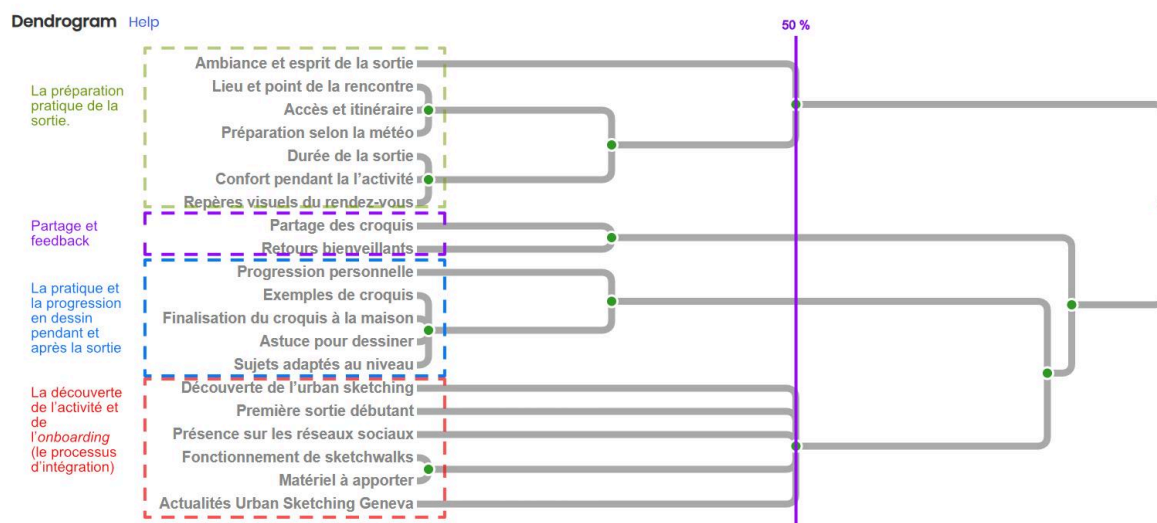 Dendrogram Help
50 %
La préparation
pratique de la
sortie.
Ambiance et esprit de la sortie
Lieu et point de la rencontre
Accès et itinéraire
Préparation selon la météo
Durée de la sortie
Confort pendant la l'activité
Repères visuels du rendez-vous
Partage et
feedback
Partage des croquis
Retours bienveillants
La pratique et
la progression
en dessin
pendant et
après la sortie
Progression personnelle
Exemples de croquis
Finalisation du croquis à la maison
Astuce pour dessiner
Sujets adaptés au niveau
La découverte
de l'activité et
de
l'onboarding
(le processus
d'intégration)
Découverte de l'urban sketching
Première sortie débutant
Présence sur les réseaux sociaux
Fonctionnement de sketchwalks
Matériel à apporter
Actualités Urban Sketching Geneva